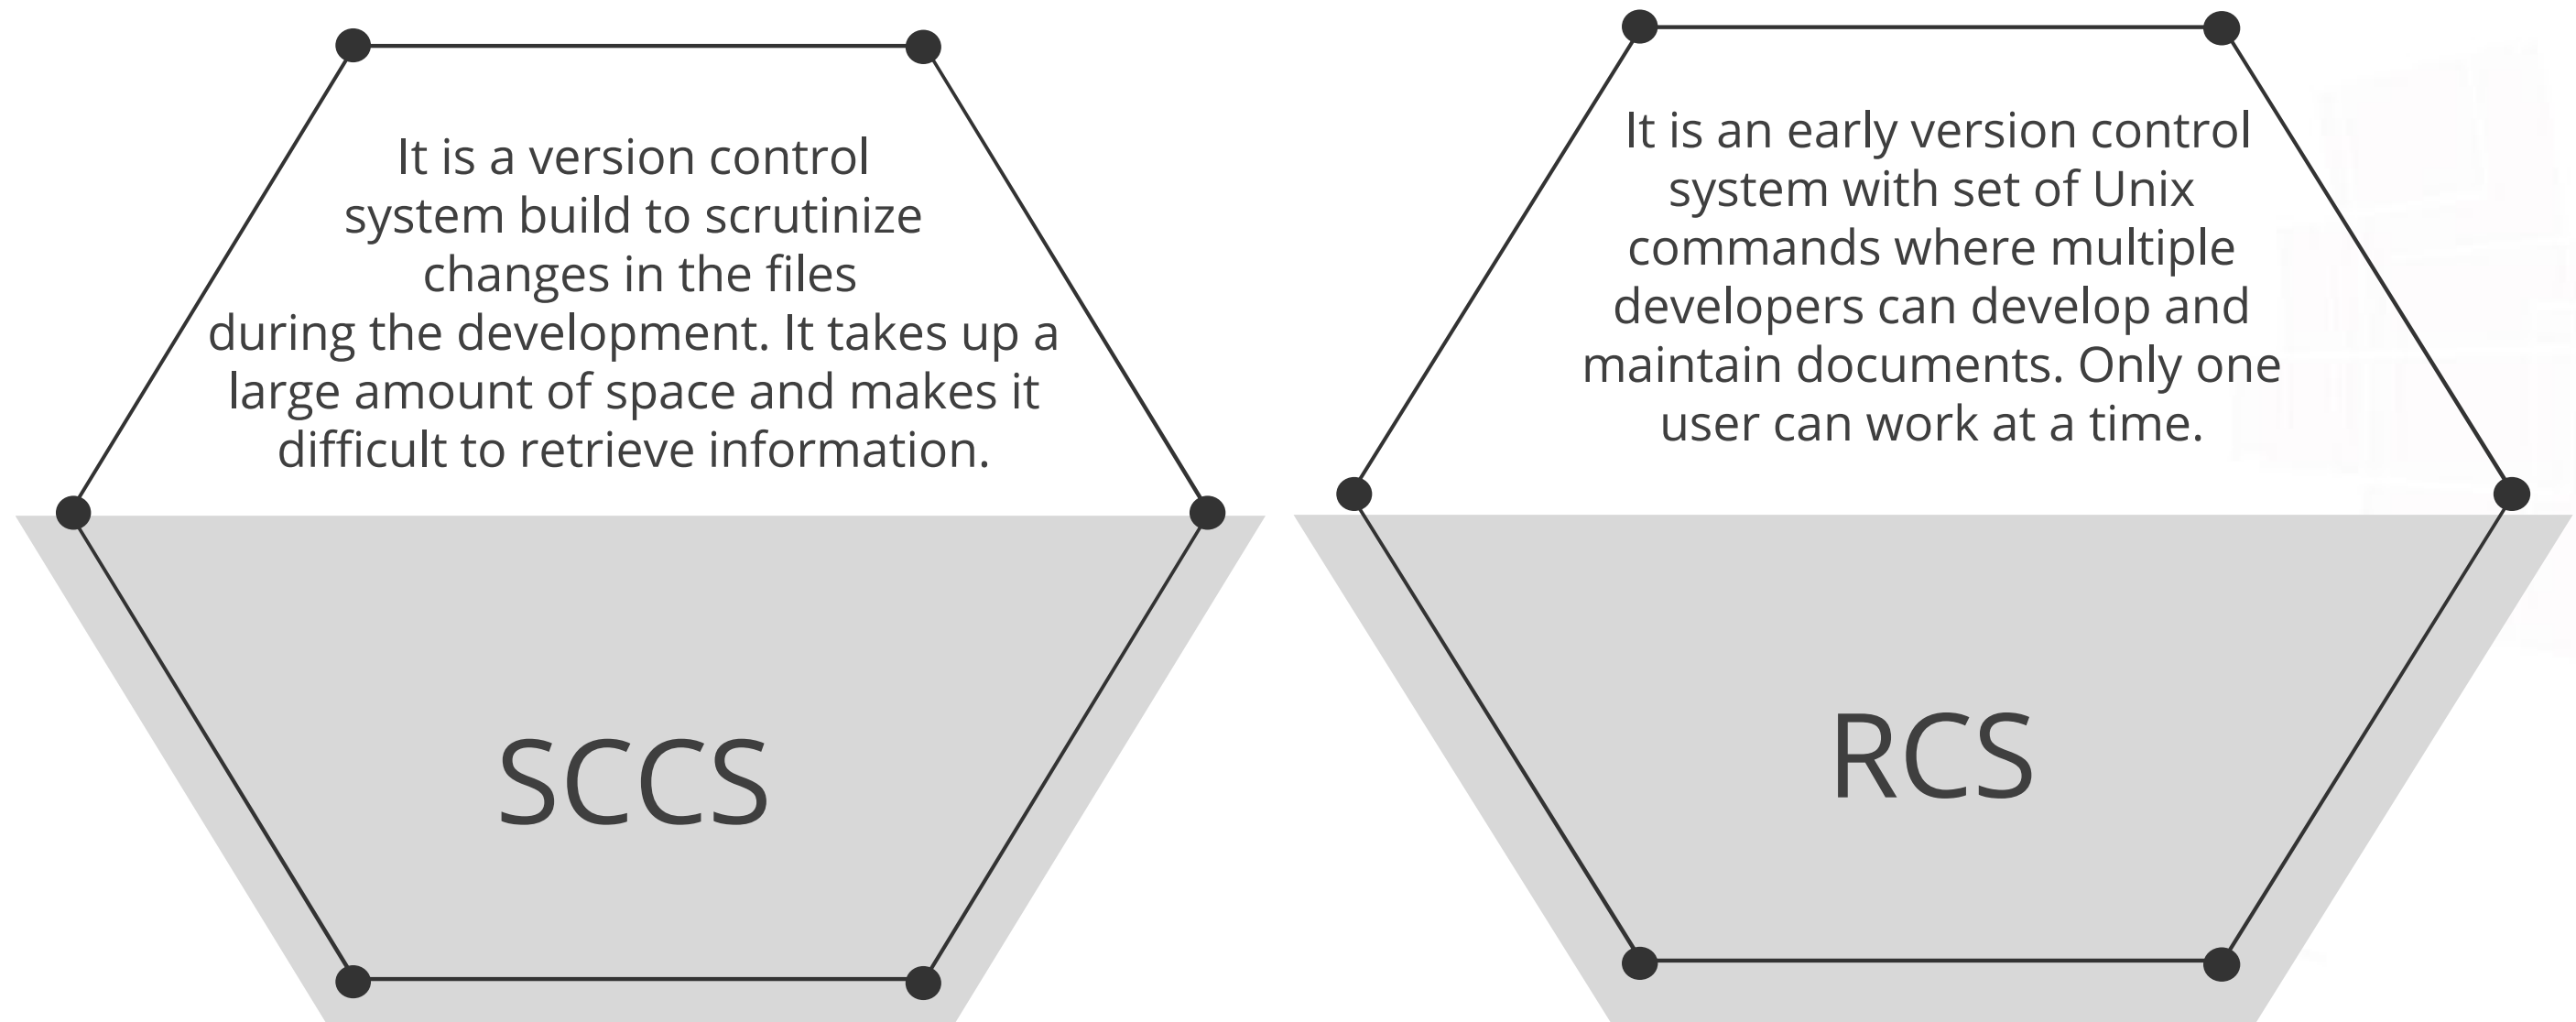 It is a version control
system build to scrutinize
changes in the files
during the development. It takes up a
large amount of space and makes it
difficult to retrieve information.
SCCS
It is an early version control
system with set of Unix
commands where multiple
developers can develop and
maintain documents. Only one
user can work at a time.
RCS